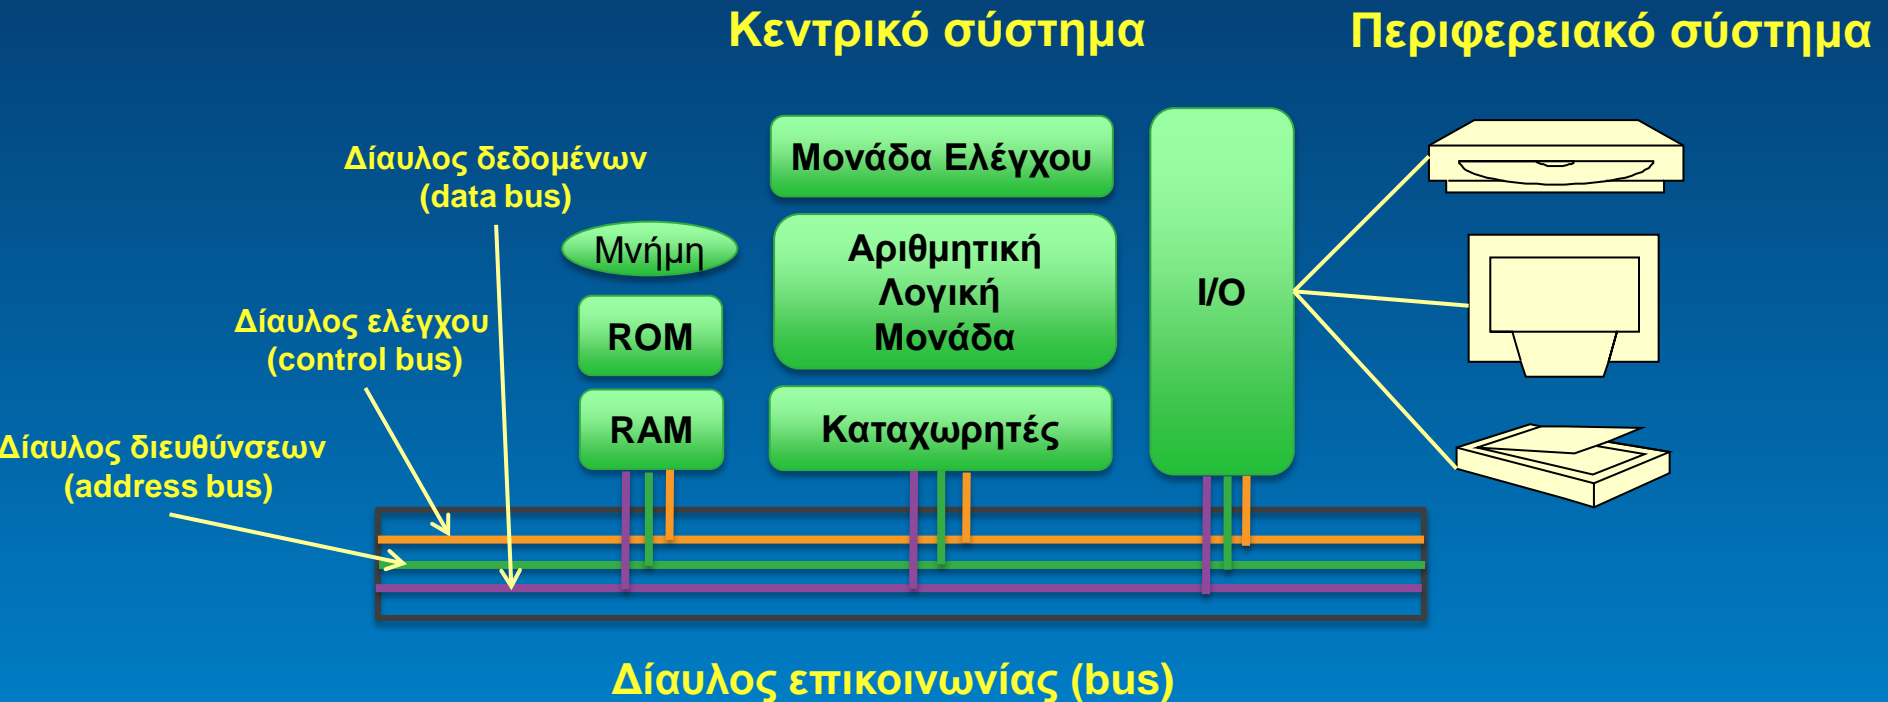 Κεντρικό σύστημα
Περιφερειακό σύστημα
Δίαυλος δεδομένων
(data bus)
Μονάδα Ελέγχου
Μνήμη
Αριθμητική
Λογική
Μονάδα
I/O
ROM
Δίαυλος ελέγχου
(control bus)
RAM
Καταχωρητές
Δίαυλος διευθύνσεων
(address bus)
Δίαυλος επικοινωνίας (bus)